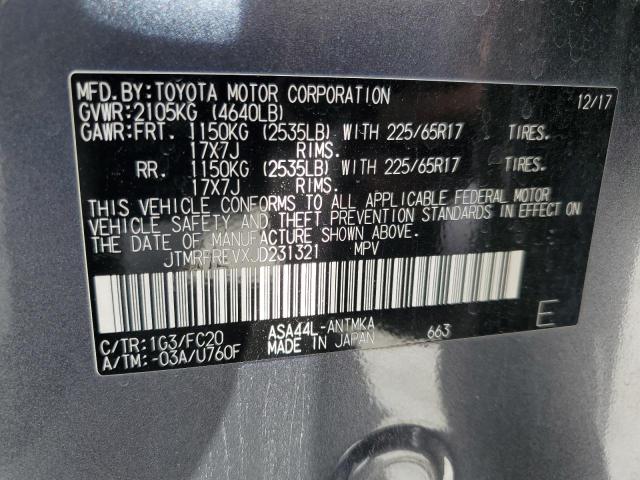 MFD.BY:TOYOTA MOTOR CORPORATION 12/17
GVWR:2105KG (4640LB)
GAWR:FRT. 1150KG (2535LB) WITH 225/65R17 TIRES.
17X7J RIMS.
RR. 1150KG (2535LB) WITH 225/65R17 TIRES.
17X7J RIMS.
THIS VEHICLE CONFORMS TO ALL APPLICABLE FEDERAL MOTOR
VEHICLE SAFETY AND THEFT PREVENTION STANDARDS IN EFFECT ON
THE DATE OF MANUFACTURE SHOWN ABOVE.
JTMRFREVXJD231321 MPV
C/TR:1G3/FC20 ASA44L-ANTMKA 663 E
A/TM:-03A/U760F MADE IN JAPAN